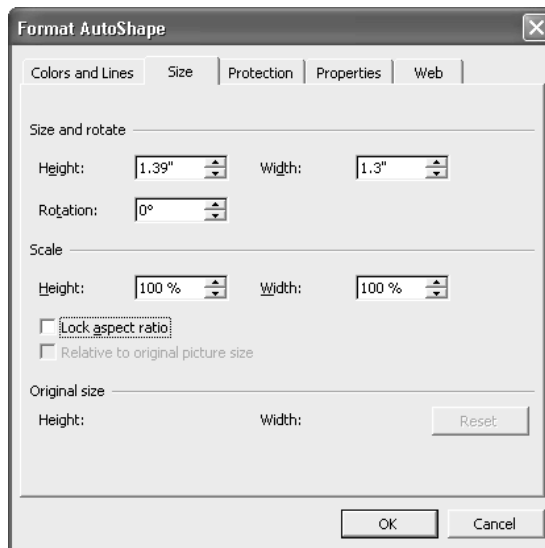 Format AutoShape
Colors and Lines Size Protection Properties Web
Size and rotate
Height: 1.39" Width: 1.3"
Rotation: 0°
Scale
Height: 100 % Width: 100 %
Lock aspect ratio
Relative to original picture size
Original size
Height: Width: Reset
OK Cancel